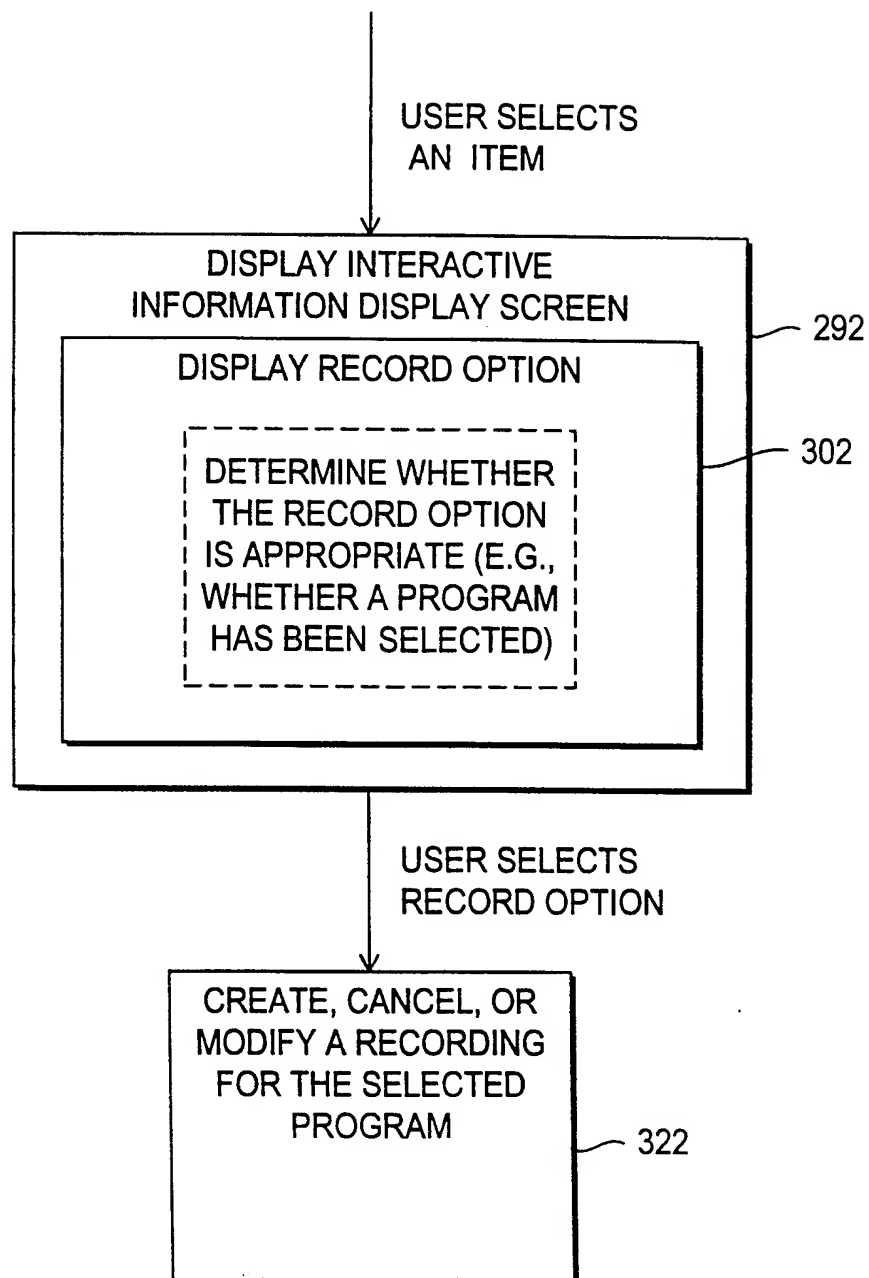 USER SELECTS
AN ITEM
DISPLAY INTERACTIVE
INFORMATION DISPLAY SCREEN
292
DISPLAY RECORD OPTION
302
DETERMINE WHETHER
THE RECORD OPTION
IS APPROPRIATE (E.G.,
WHETHER A PROGRAM
HAS BEEN SELECTED)
USER SELECTS
RECORD OPTION
CREATE, CANCEL, OR
MODIFY A RECORDING
FOR THE SELECTED
PROGRAM
322